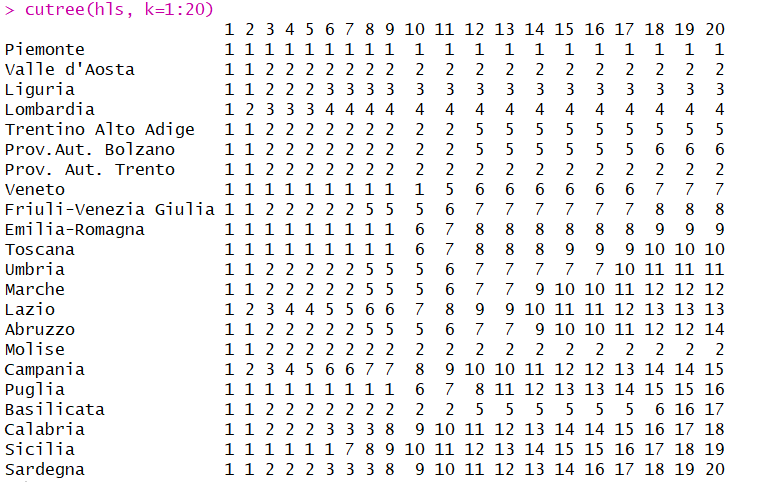 > cutree(hls, k=1:20)
1 2 3 4 5 6 7 8 9 10 11 12 13 14 15 16 17 18 19 20
Piemonte 1 1 1 1 1 1 1 1 1 1 1 1 1 1 1 1 1 1 1 1
Valle d'Aosta 1 1 2 2 2 2 2 2 2 2 2 2 2 2 2 2 2 2 2 2
Liguria 1 1 2 2 2 3 3 3 3 3 3 3 3 3 3 3 3 3 3 3
Lombardia 1 2 3 3 3 4 4 4 4 4 4 4 4 4 4 4 4 4 4 4
Trentino Alto Adige 1 1 2 2 2 2 2 2 2 2 2 5 5 5 5 5 5 5 5 5
Prov.Aut. Bolzano 1 1 2 2 2 2 2 2 2 2 2 5 5 5 5 5 5 6 6 6
Prov. Aut. Trento 1 1 2 2 2 2 2 2 2 2 2 2 2 2 2 2 2 2 2 2
Veneto 1 1 1 1 1 1 1 1 1 1 5 6 6 6 6 6 6 7 7 7
Friuli-Venezia Giulia 1 1 2 2 2 2 2 5 5 5 6 7 7 7 7 7 7 8 8 8
Emilia-Romagna 1 1 1 1 1 1 1 1 1 6 7 8 8 8 8 8 8 9 9 9
Toscana 1 1 1 1 1 1 1 1 1 6 7 8 8 8 9 9 9 10 10 10
Umbria 1 1 2 2 2 2 2 5 5 5 6 7 7 7 7 7 10 11 11 11
Marche 1 1 2 2 2 2 2 5 5 5 6 7 7 9 10 10 11 12 12 12
Lazio 1 2 3 4 4 5 5 6 6 7 8 9 9 10 11 11 12 13 13 13
Abruzzo 1 1 2 2 2 2 2 5 5 5 6 7 7 9 10 10 11 12 12 14
Molise 1 1 2 2 2 2 2 2 2 2 2 2 2 2 2 2 2 2 2 2
Campania 1 2 3 4 5 6 6 7 7 8 9 10 10 11 12 12 13 14 14 15
Puglia 1 1 1 1 1 1 1 1 1 6 7 8 11 12 13 13 14 15 15 16
Basilicata 1 1 2 2 2 2 2 2 2 2 2 5 5 5 5 5 5 6 16 17
Calabria 1 1 2 2 2 3 3 3 8 9 10 11 12 13 14 14 15 16 17 18
Sicilia 1 1 1 1 1 1 7 8 9 10 11 12 13 14 15 15 16 17 18 19
Sardegna 1 1 2 2 2 3 3 3 8 9 10 11 12 13 14 16 17 18 19 20